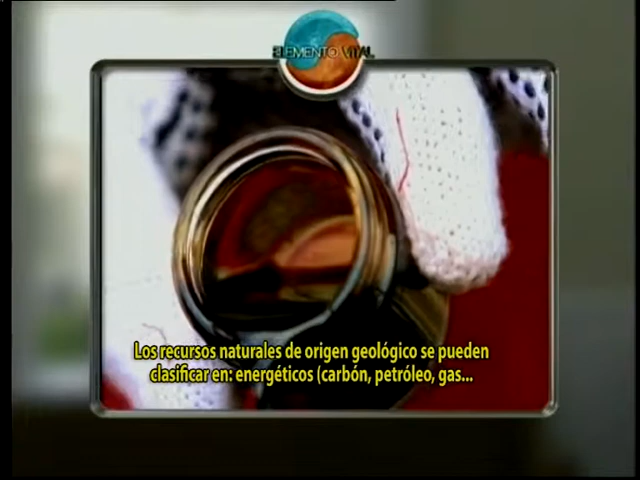 ELEMENTO VITAL
Los recursos naturales de origen geológico se pueden
clasificar en: energéticos (carbón, petróleo, gas...